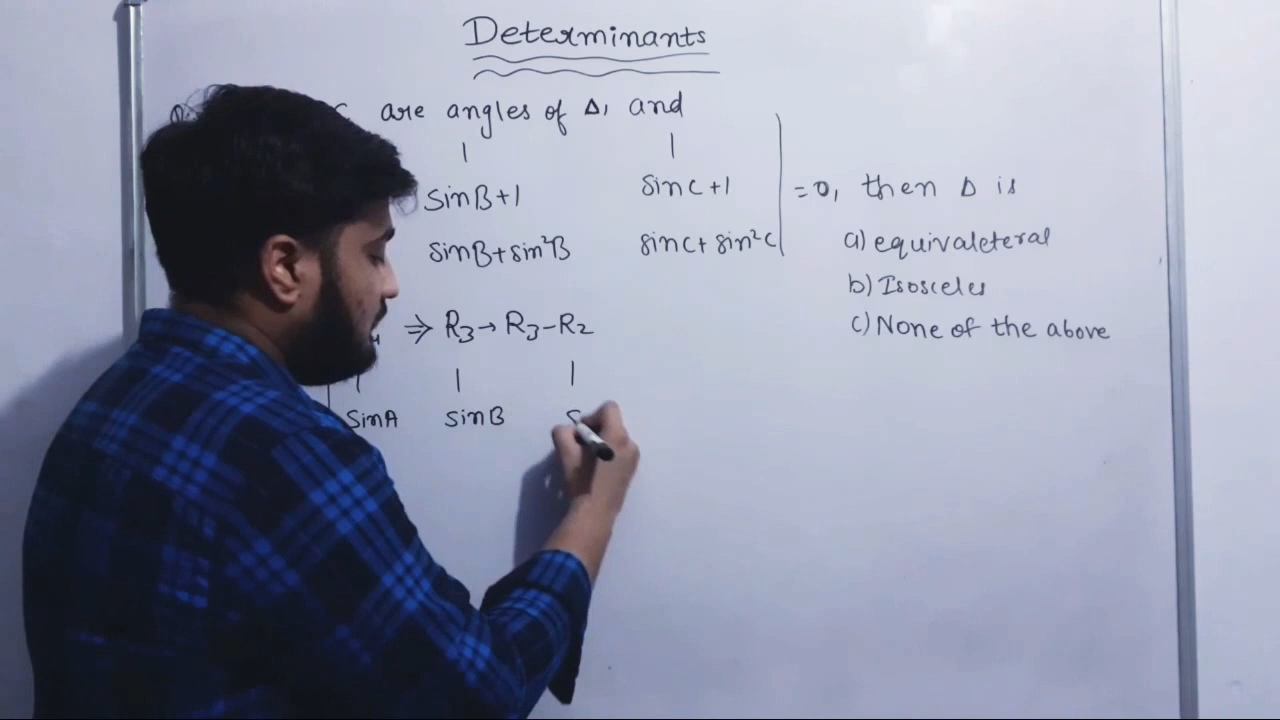 Determinants
C are angles of Δ, and
1 1
sinB+1 sinC+1 =0, then Δ is
sinB+sin²B sinC+sin²C a) equivaleteral
b) Isosceles
⇒ R₃→R₃-R₂ c) None of the above
1 1 1
SinA sinB s